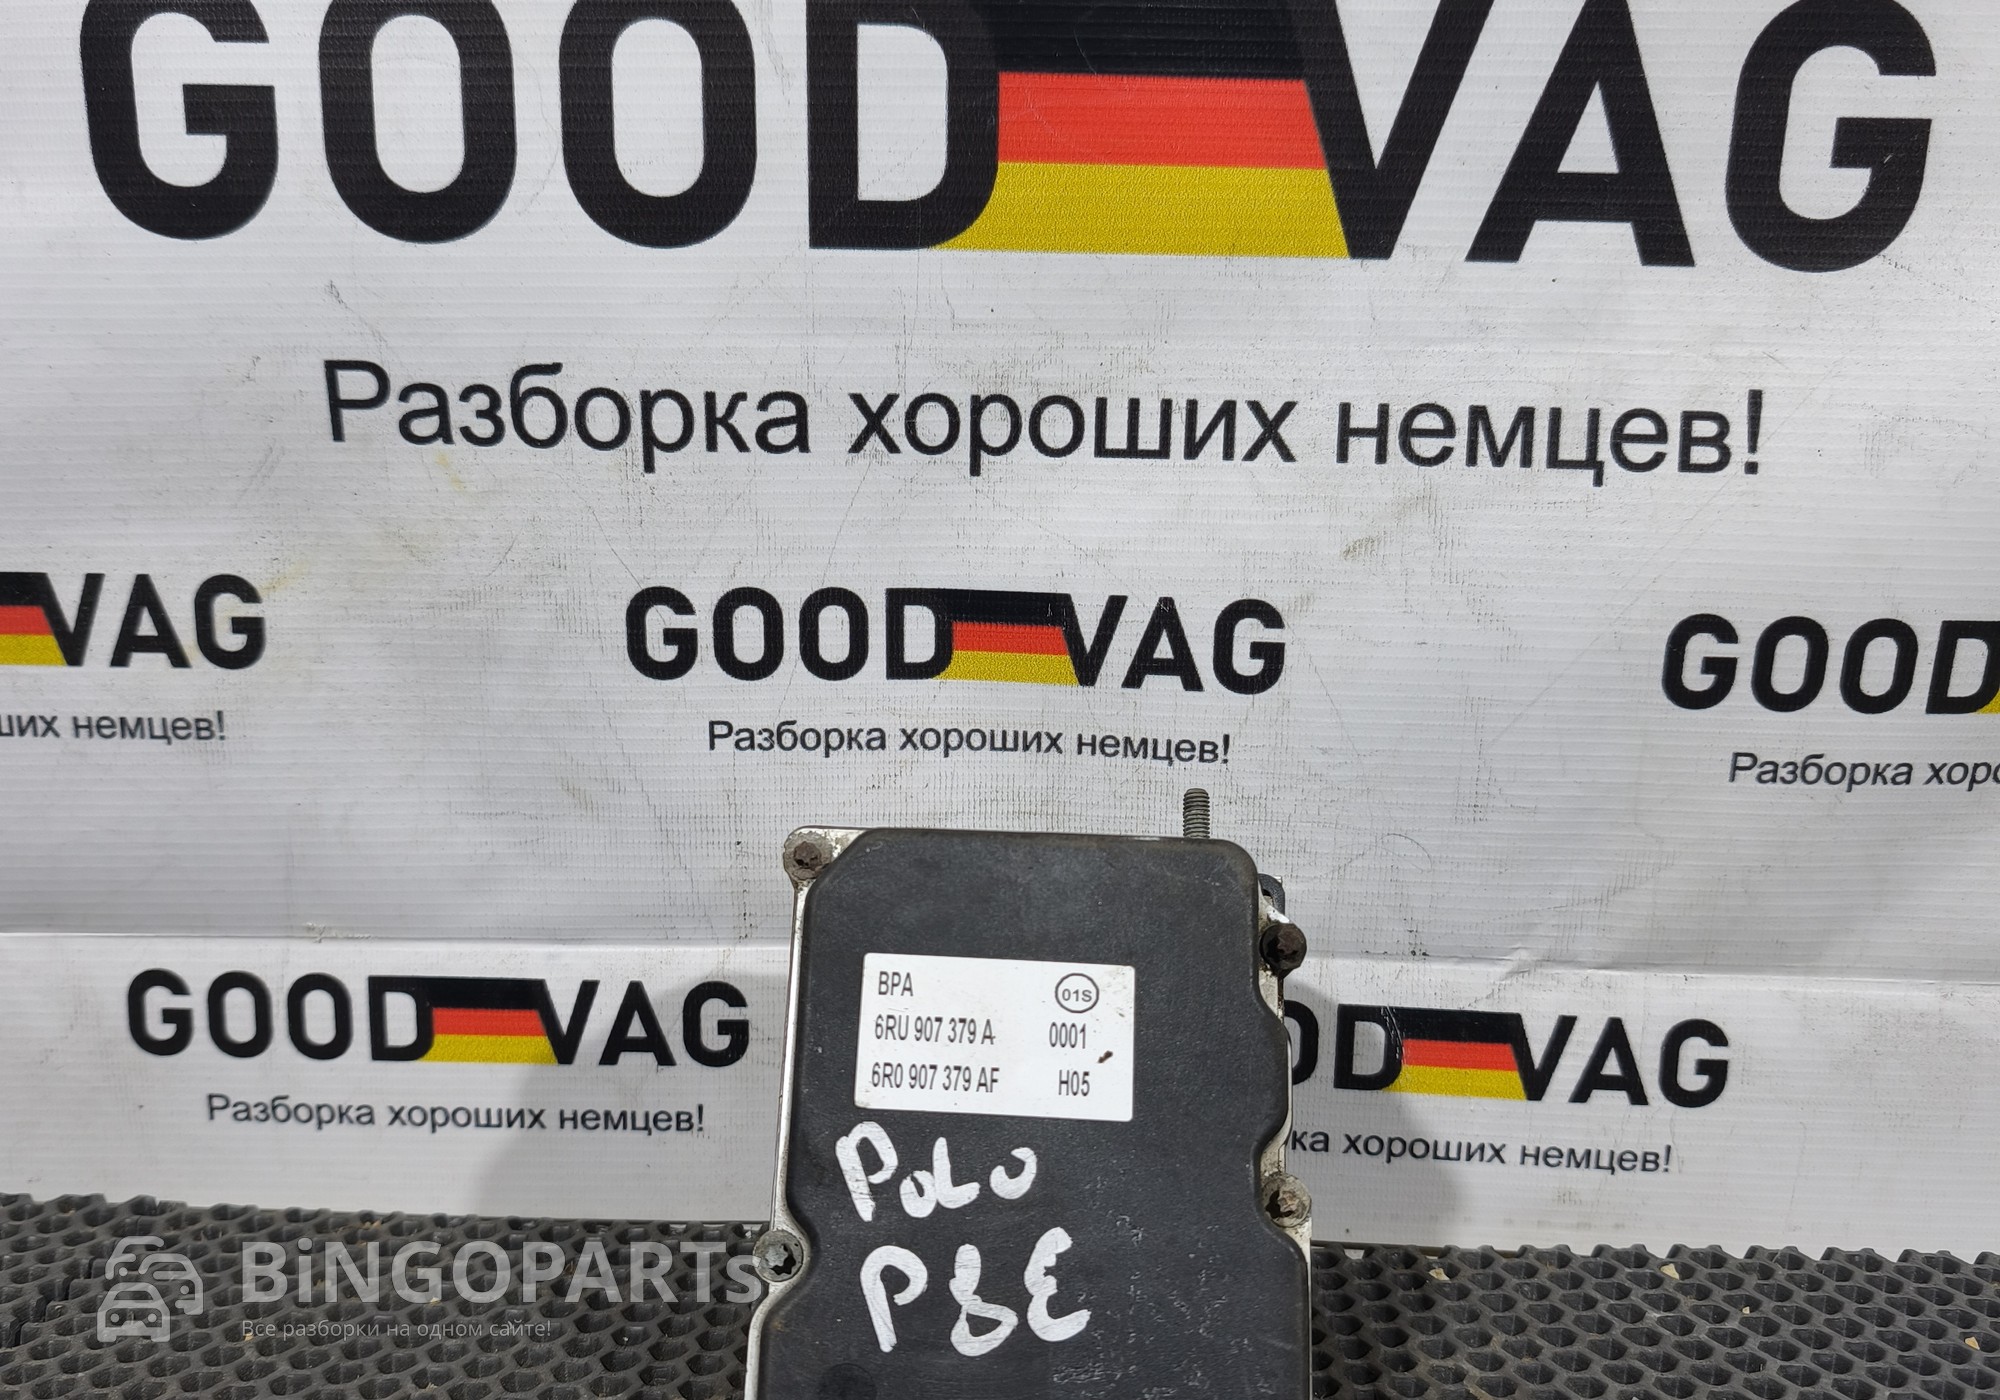 GOOD VAG
Разборка хороших немцев!
VAG
ших немцев!
GOOD VAG
Разборка хороших немцев!
GOOD
Разборка хоро
GOOD VAG
Разборка хороших немцев!
OD VAG
ка хороших немцев!
BPA 01S
6RU 907 379 A 0001
6R0 907 379 AF H05
POLO
P8E
BiNGOPARTs
Все разборки на одном сайте!